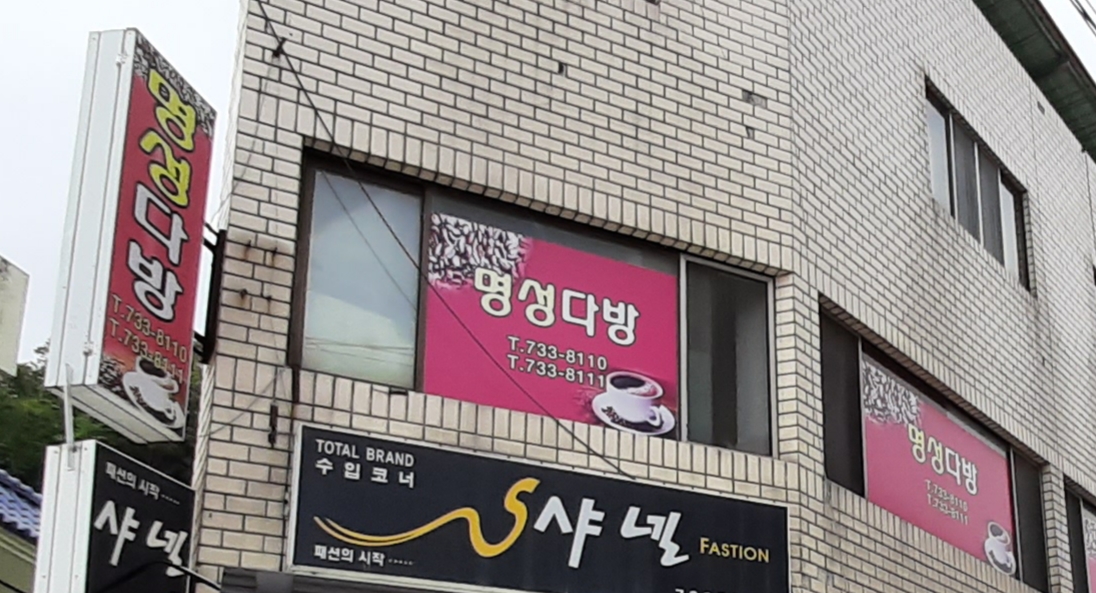 명성다방
T.733-8110
T.733-8111
명성다방
T.733-8110
T.733-8111
명성다방
T.733-8110
T.733-8111
TOTAL BRAND
수입코너
샤넬 FASTION
패션의 시작 ......
패션의 시작 ......
샤넬